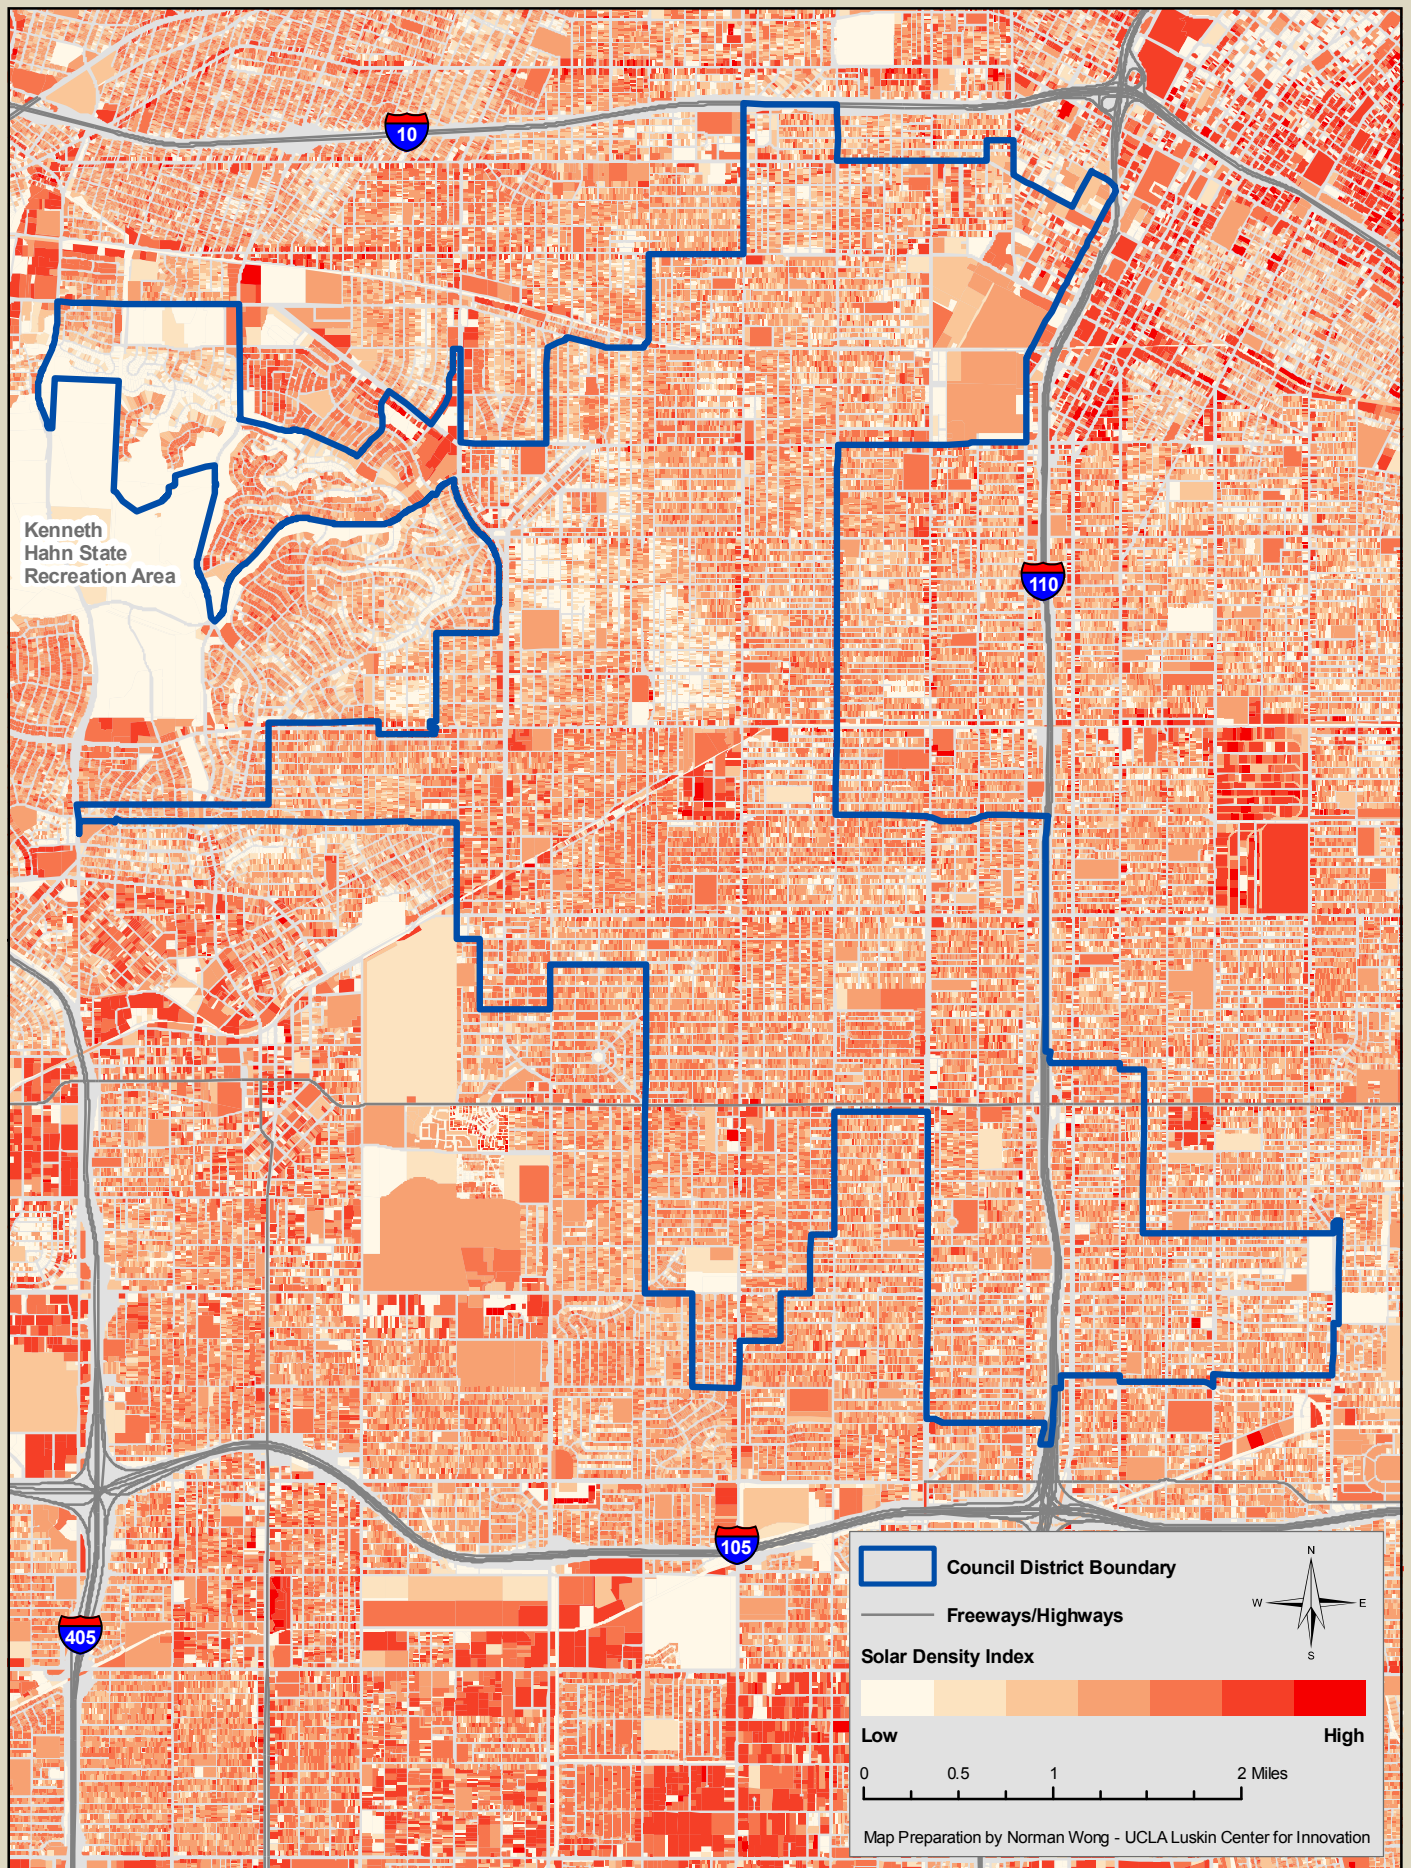 10
Kenneth
Hahn State
Recreation Area
110
105
405
Council District Boundary
Freeways/Highways
N
W
E
S
Solar Density Index
Low
High
0
0.5
1
2 Miles
Map Preparation by Norman Wong - UCLA Luskin Center for Innovation